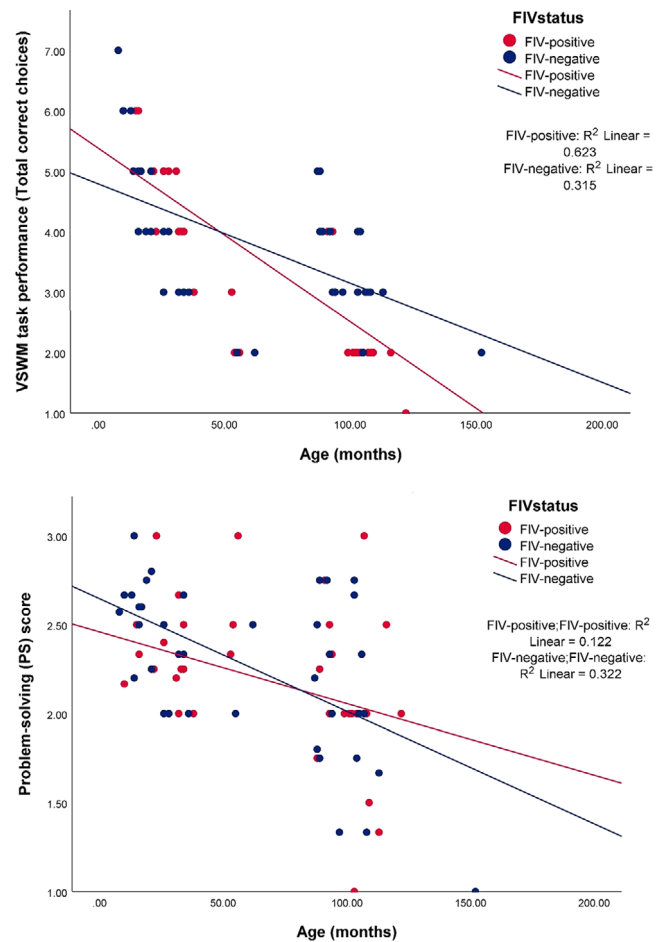 FIVstatus
FIV-positive
FIV-negative
FIV-positive
FIV-negative
FIV-positive: R² Linear =
0.623
FIV-negative: R² Linear =
0.315
VSWM task performance (Total correct choices)
7.00
6.00
5.00
4.00
3.00
2.00
1.00
.00 50.00 100.00 150.00 200.00
Age (months)
FIVstatus
FIV-positive
FIV-negative
FIV-positive
FIV-negative
FIV-positive;FIV-positive: R²
Linear = 0.122
FIV-negative;FIV-negative:
R² Linear = 0.322
Problem-solving (PS) score
3.00
2.50
2.00
1.50
1.00
.00 50.00 100.00 150.00 200.00
Age (months)